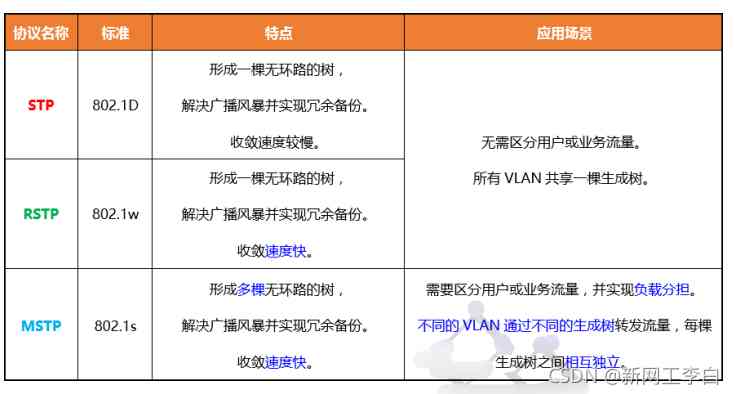 协议名称 标准 特点 应用场景
形成一棵无环路的树，
STP 802.1D 解决广播风暴并实现冗余备份。
收敛速度较慢。
无需区分用户或业务流量。
所有 VLAN 共享一棵生成树。
形成一棵无环路的树，
RSTP 802.1w 解决广播风暴并实现冗余备份。
收敛速度快。
形成多棵无环路的树，
MSTP 802.1s 解决广播风暴并实现冗余备份。
收敛速度快。
需要区分用户或业务流量，并实现负载分担。
不同的 VLAN 通过不同的生成树转发流量，每棵
生成树之间相互独立。
CSDN @新网工李白